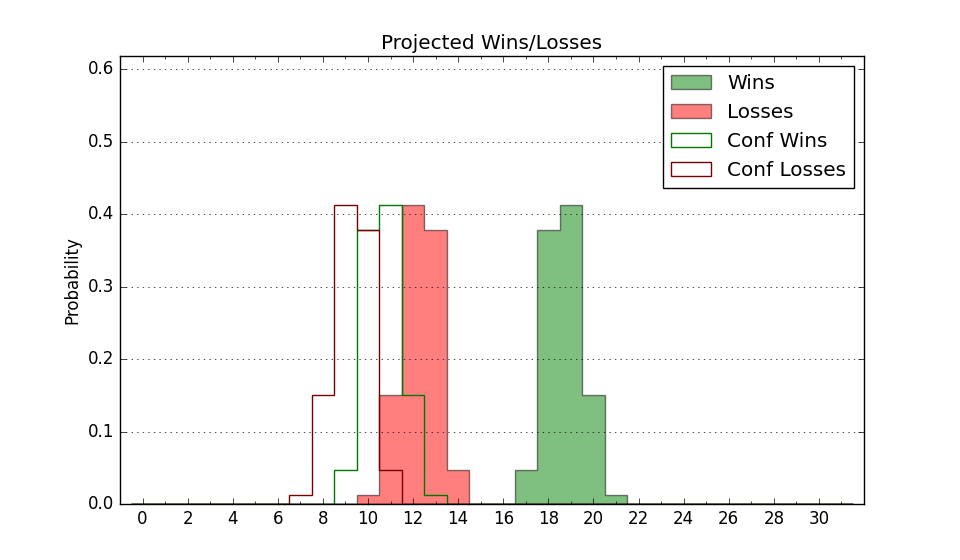 Projected Wins/Losses
0.6
0.5
0.4
0.3
0.2
0.1
0.0
Probability
Wins
Losses
Conf Wins
Conf Losses
0 2 4 6 8 10 12 14 16 18 20 22 24 26 28 30